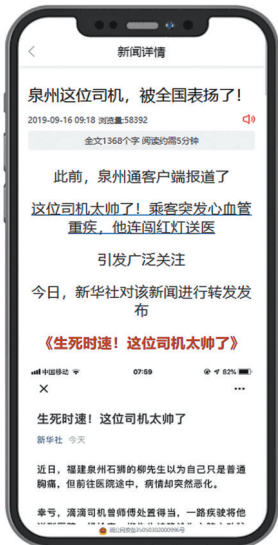 新闻详情
泉州这位司机，被全国表扬了！
2019-09-16 09:18 浏览量:58392
全文1368个字 阅读约需5分钟
此前，泉州通客户端报道了
这位司机太帅了！乘客突发心血管
重疾，他连闯红灯送医
引发广泛关注
今日，新华社对该新闻进行转发发
布
《生死时速！这位司机太帅了》
中国移动 07:59 82%
生死时速！这位司机太帅了
新华社 今天
近日，福建泉州石狮的柳先生以为自己只是普通
胸痛，但前往医院途中，病情却突然恶化。
幸亏，滴滴司机曾师傅处置得当，一路疾驶将他